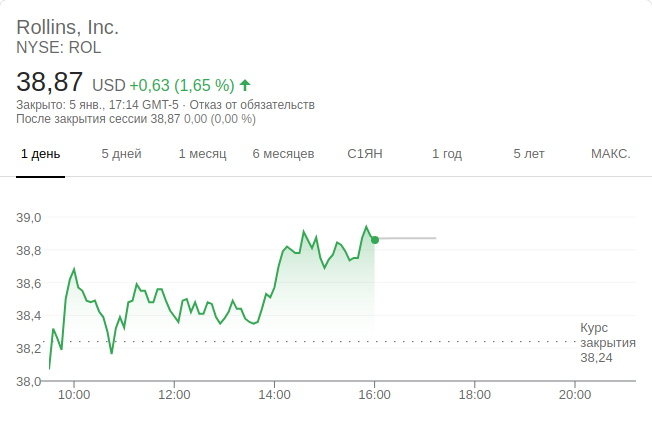 Rollins, Inc.
NYSE: ROL
38,87 USD +0,63 (1,65 %)
Закрыто: 5 янв., 17:14 GMT-5 · Отказ от обязательств
После закрытия сессии 38,87 0,00 (0,00 %)
1 день 5 дней 1 месяц 6 месяцев С1ЯН 1 год 5 лет МАКС.
39,0
38,8
38,6
38,4
38,2
38,0
Курс
закрытия
38,24
10:00 12:00 14:00 16:00 18:00 20:00